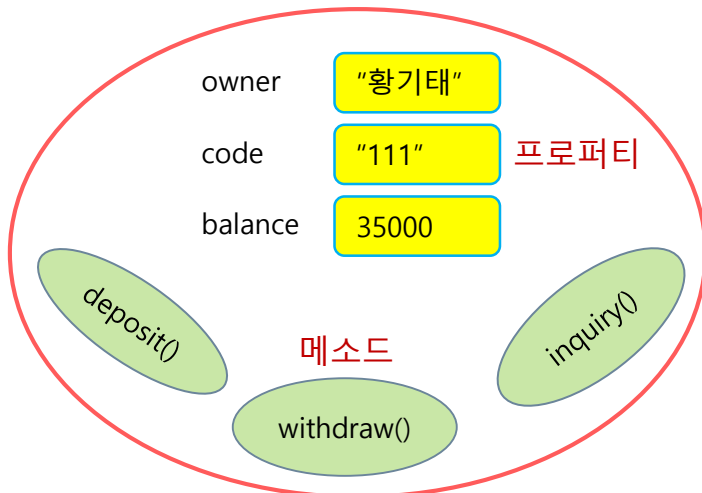 owner "황기태"
code "111" 프로퍼티
balance 35000
deposit()
inquiry()
메소드
withdraw()